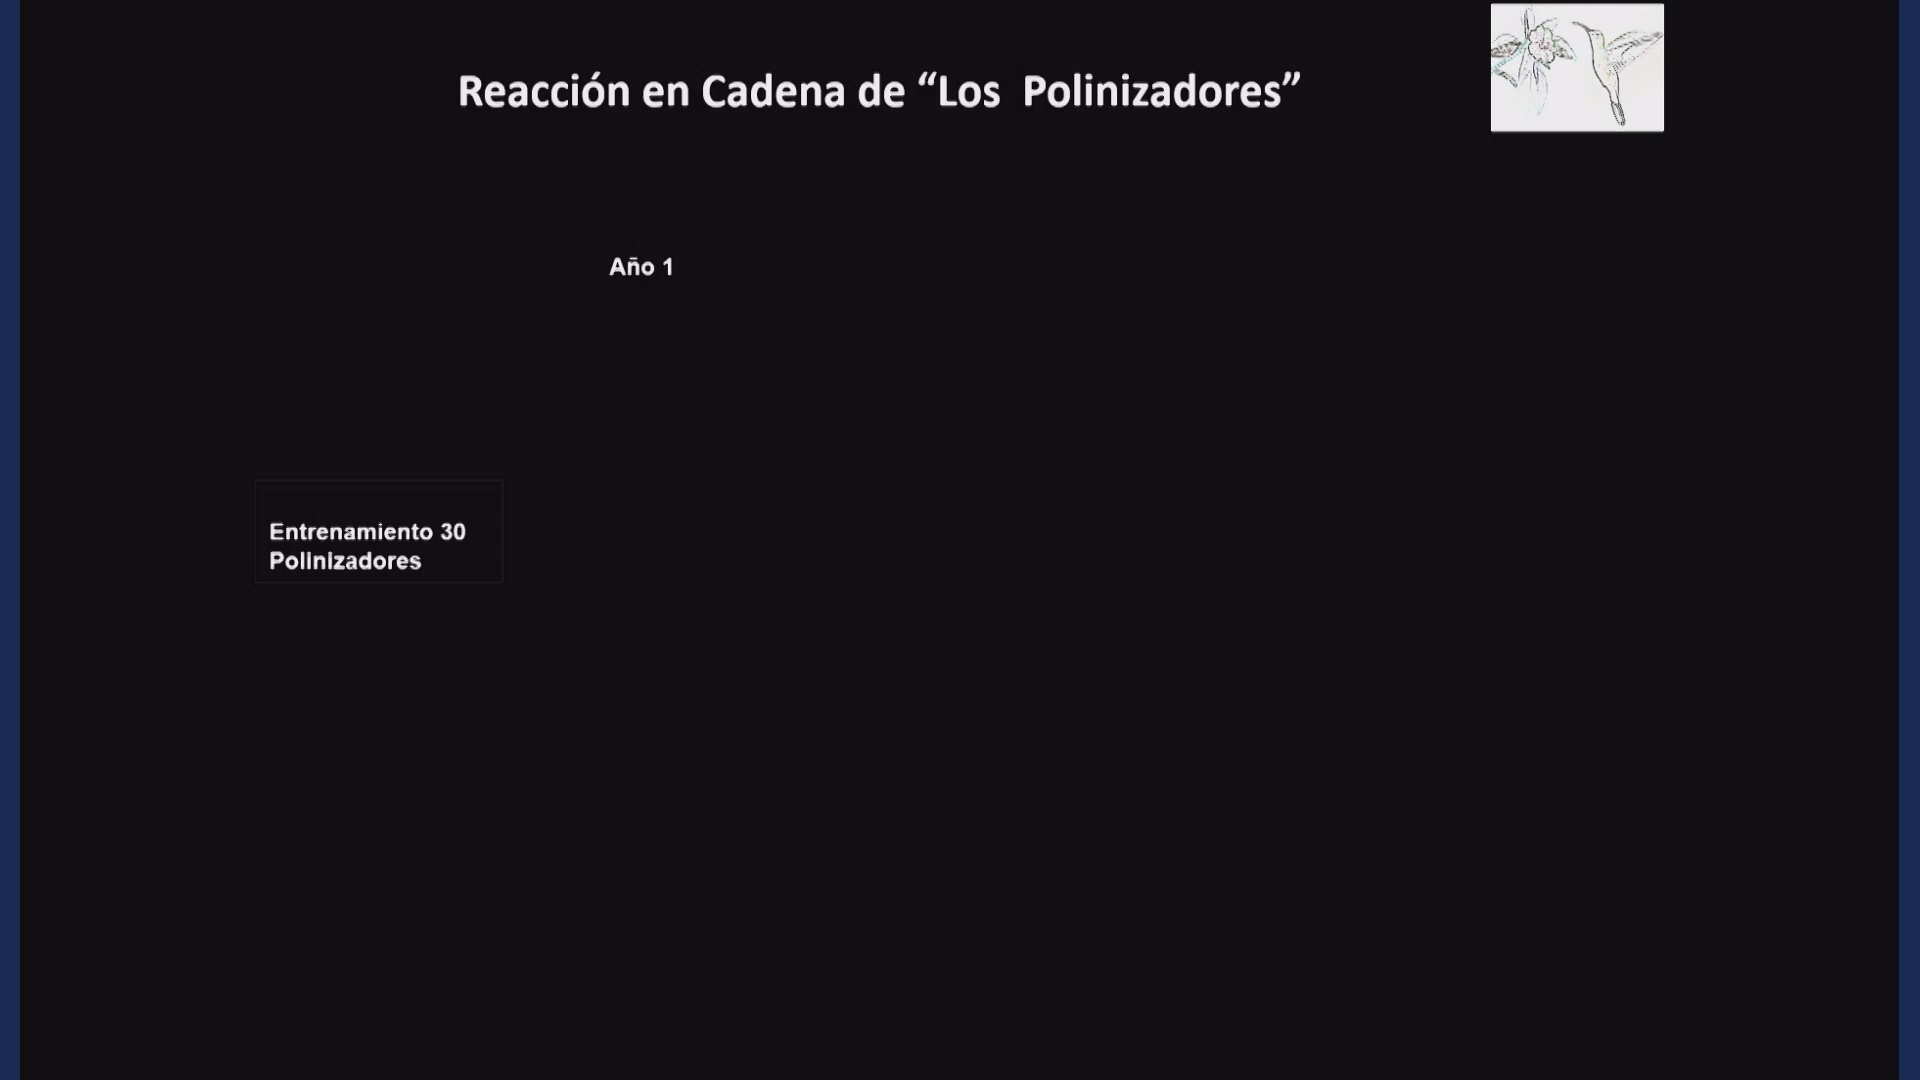 Reacción en Cadena de “Los Polinizadores”
Año 1
Entrenamiento 30
Polinizadores